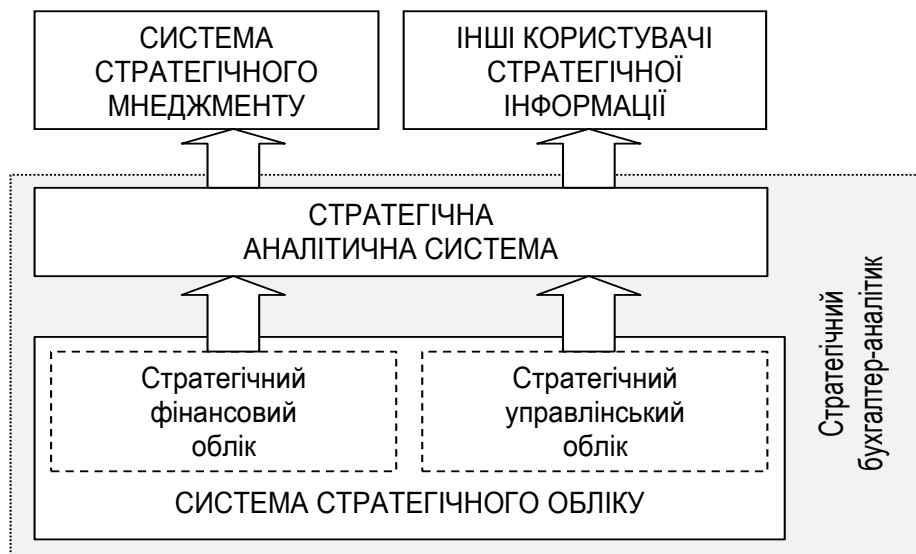 СИСТЕМА
СТРАТЕГІЧНОГО
МНЕДЖМЕНТУ
ІНШІ КОРИСТУВАЧІ
СТРАТЕГІЧНОЇ
ІНФОРМАЦІЇ
СТРАТЕГІЧНА
АНАЛІТИЧНА СИСТЕМА
Стратегічний
фінансовий
облік
Стратегічний
управлінський
облік
СИСТЕМА СТРАТЕГІЧНОГО ОБЛІКУ
Стратегічний
бухгалтер-аналітик